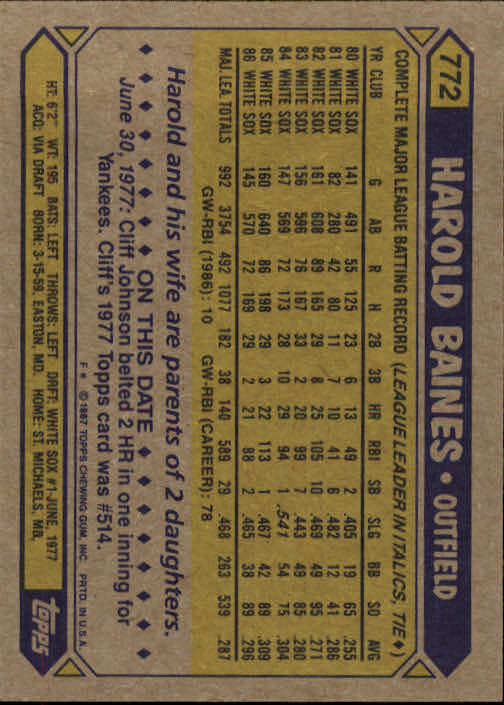 772 HAROLD BAINES • OUTFIELD
COMPLETE MAJOR LEAGUE BATTING RECORD (LEAGUE LEADER IN ITALICS, TIE ♦)
YR CLUB G AB R H 2B 3B HR RBI SB SLG BB SO AVG
80 WHITE SOX 141 491 55 125 23 6 13 49 2 .405 19 65 .255
81 WHITE SOX 82 280 42 80 11 7 10 41 6 .482 12 41 .286
82 WHITE SOX 161 608 89 165 29 8 25 105 10 .469 49 95 .271
83 WHITE SOX 156 596 76 167 33 2 20 99 7 .443 49 85 .280
84 WHITE SOX 147 569 72 173 28 10 29 94 1 .541 54 75 .304
85 WHITE SOX 160 640 86 198 29 3 22 113 1 .467 42 89 .309
86 WHITE SOX 145 570 72 169 29 2 21 88 2 .465 38 89 .296
MAJ. LEA. TOTALS 992 3754 492 1077 182 38 140 589 29 .468 263 539 .287
GW-RBI (1986): 10 GW-RBI (CAREER): 78
Harold and his wife are parents of 2 daughters.
♦ ♦ ♦ ♦ ♦ ♦ ON THIS DATE ♦ ♦ ♦ ♦ ♦ ♦
June 30, 1977: Cliff Johnson belted 2 HR in one inning for
Yankees. Cliff's 1977 Topps card was #514.
F* © 1987 TOPPS CHEWING GUM, INC. PRTD. IN U.S.A.
HT: 6'2" WT: 195 BATS: LEFT THROWS: LEFT DRAFT: WHITE SOX #1-JUNE, 1977
ACQ: VIA DRAFT BORN: 3-15-59, EASTON, MD. HOME: ST. MICHAELS, MD.
topps